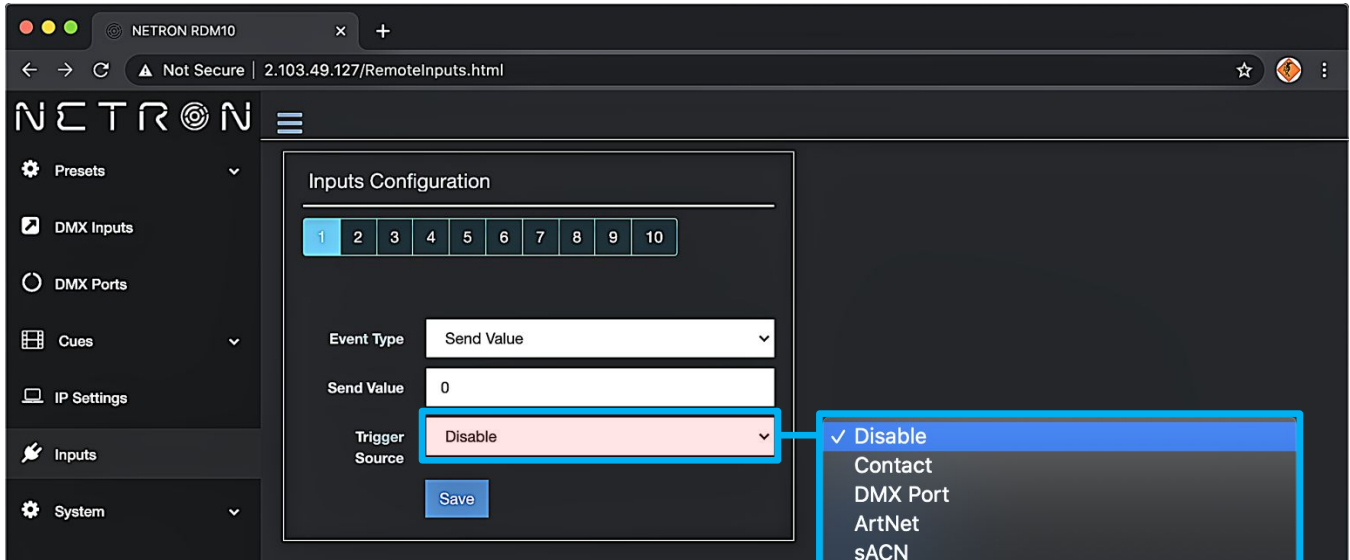 NETRON RDM10
Not Secure | 2.103.49.127/RemoteInputs.html
NETRON
Presets
DMX Inputs
DMX Ports
Cues
IP Settings
Inputs
System
Inputs Configuration
1 2 3 4 5 6 7 8 9 10
Event Type Send Value
Send Value 0
Trigger Source Disable
Save
✓ Disable
Contact
DMX Port
ArtNet
sACN